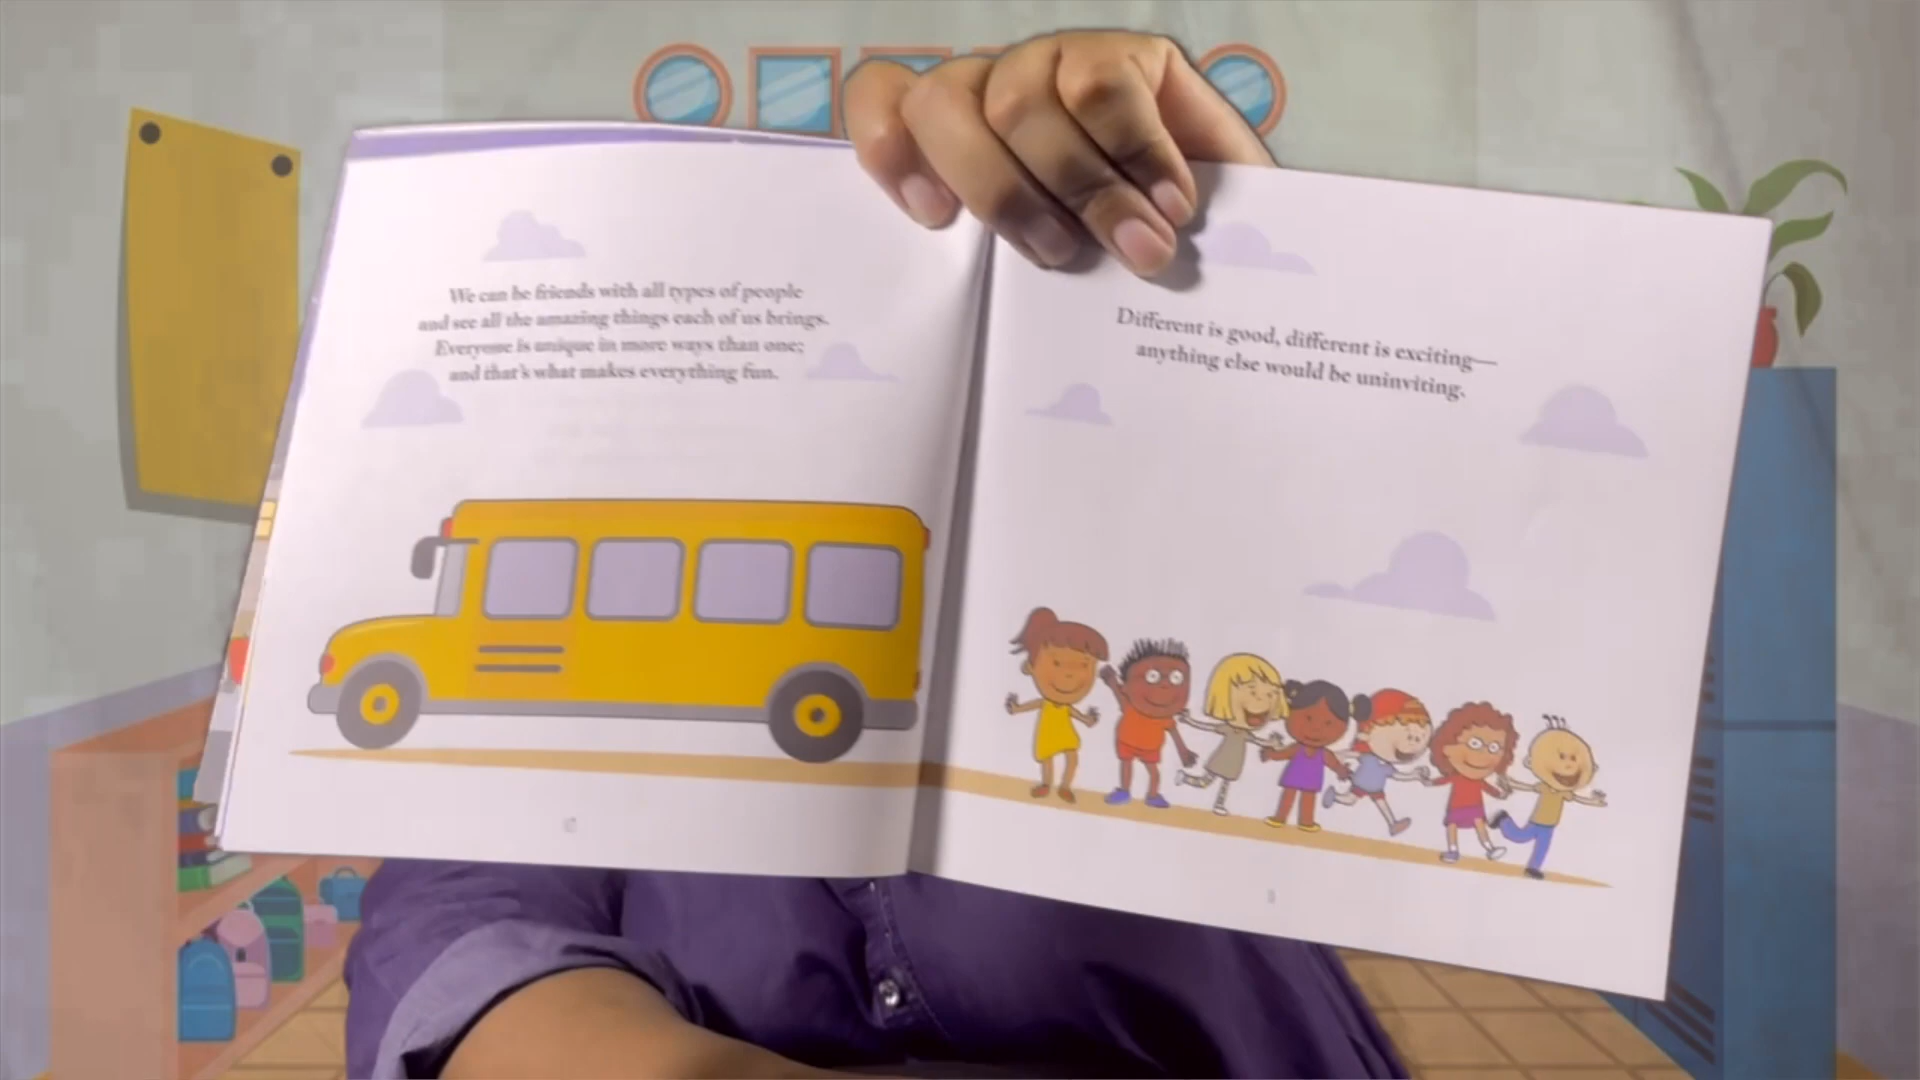 We can be friends with all types of people
and see all the amazing things each of us brings.
Everyone is unique in more ways than one;
and that's what makes everything fun.
Different is good, different is exciting—
anything else would be uninviting.